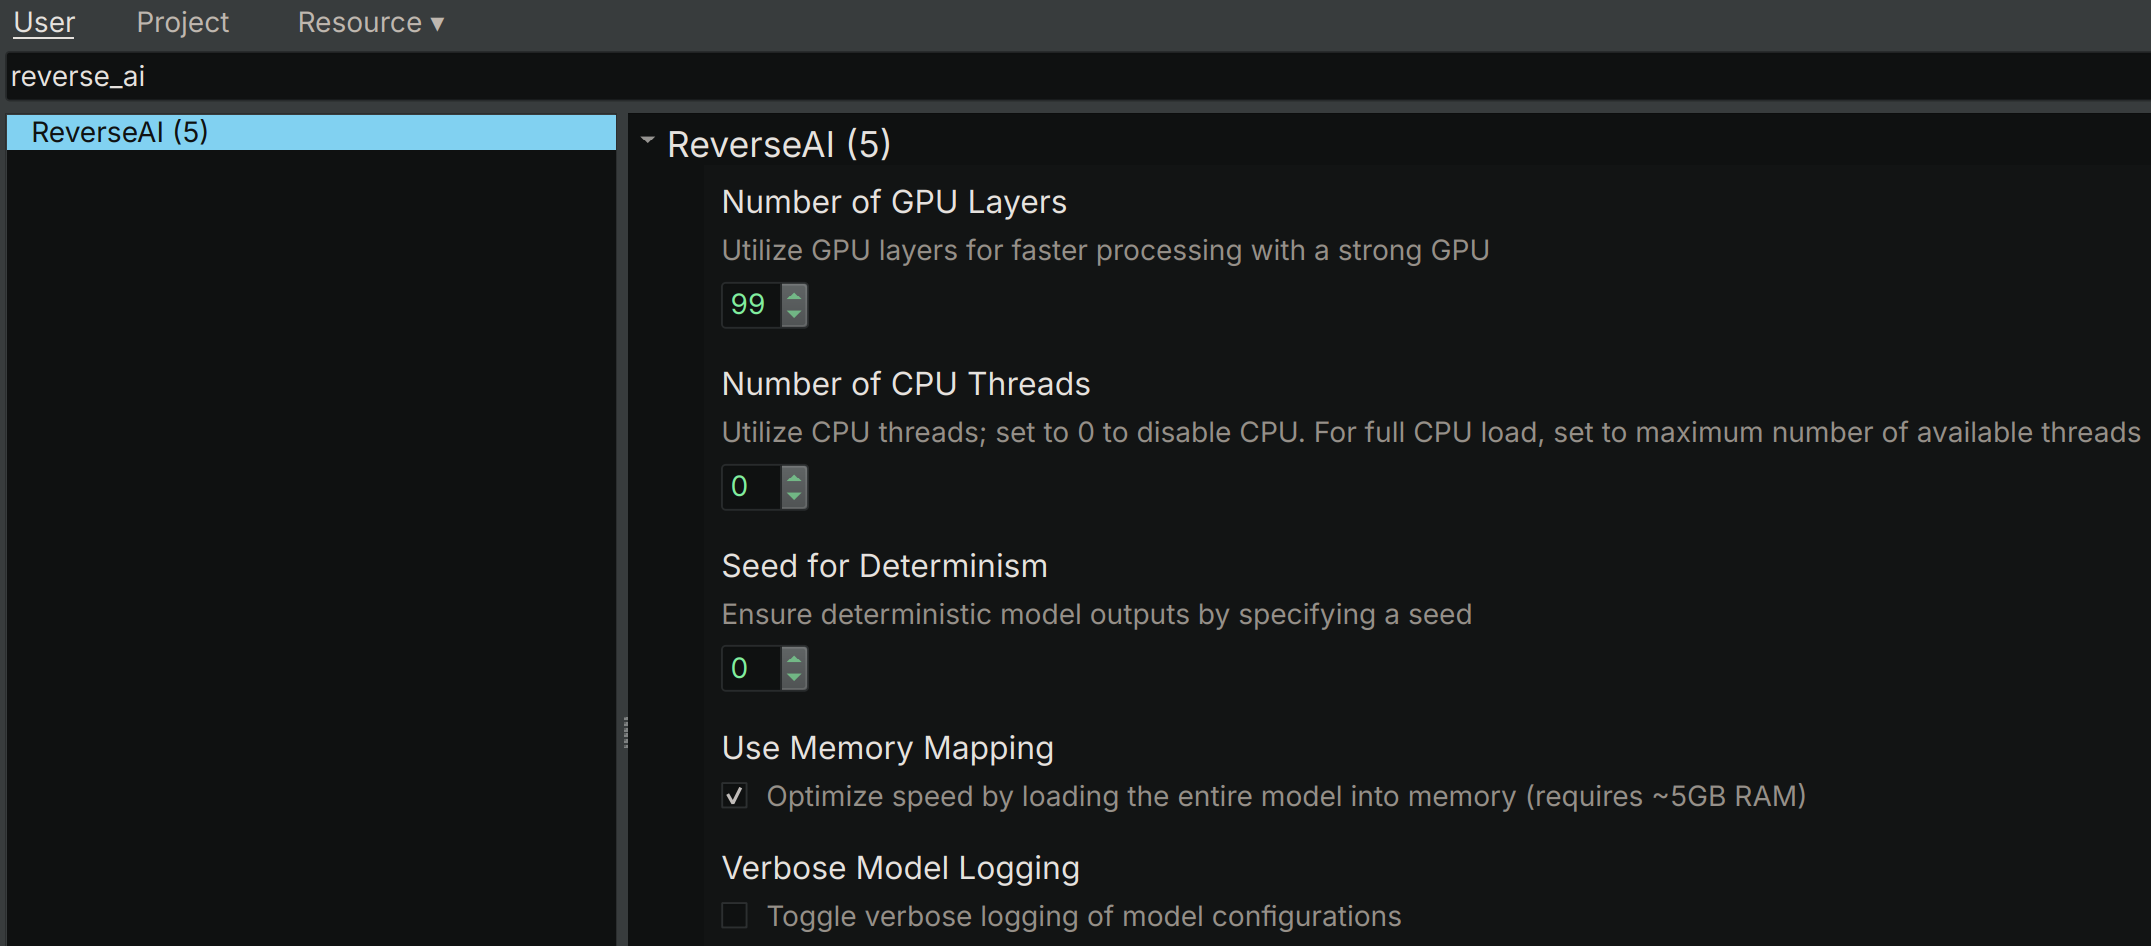 User Project Resource ▾
reverse_ai
ReverseAI (5)
ReverseAI (5)
Number of GPU Layers
Utilize GPU layers for faster processing with a strong GPU
99
Number of CPU Threads
Utilize CPU threads; set to 0 to disable CPU. For full CPU load, set to maximum number of available threads
0
Seed for Determinism
Ensure deterministic model outputs by specifying a seed
0
Use Memory Mapping
Optimize speed by loading the entire model into memory (requires ~5GB RAM)
Verbose Model Logging
Toggle verbose logging of model configurations